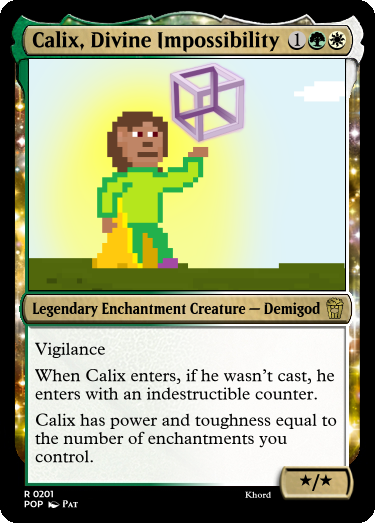 Calix, Divine Impossibility 1
Legendary Enchantment Creature — Demigod
Vigilance
When Calix enters, if he wasn't cast, he
enters with an indestructible counter.
Calix has power and toughness equal to
the number of enchantments you
control.
★/★
R 0201
POP Pat
Khord